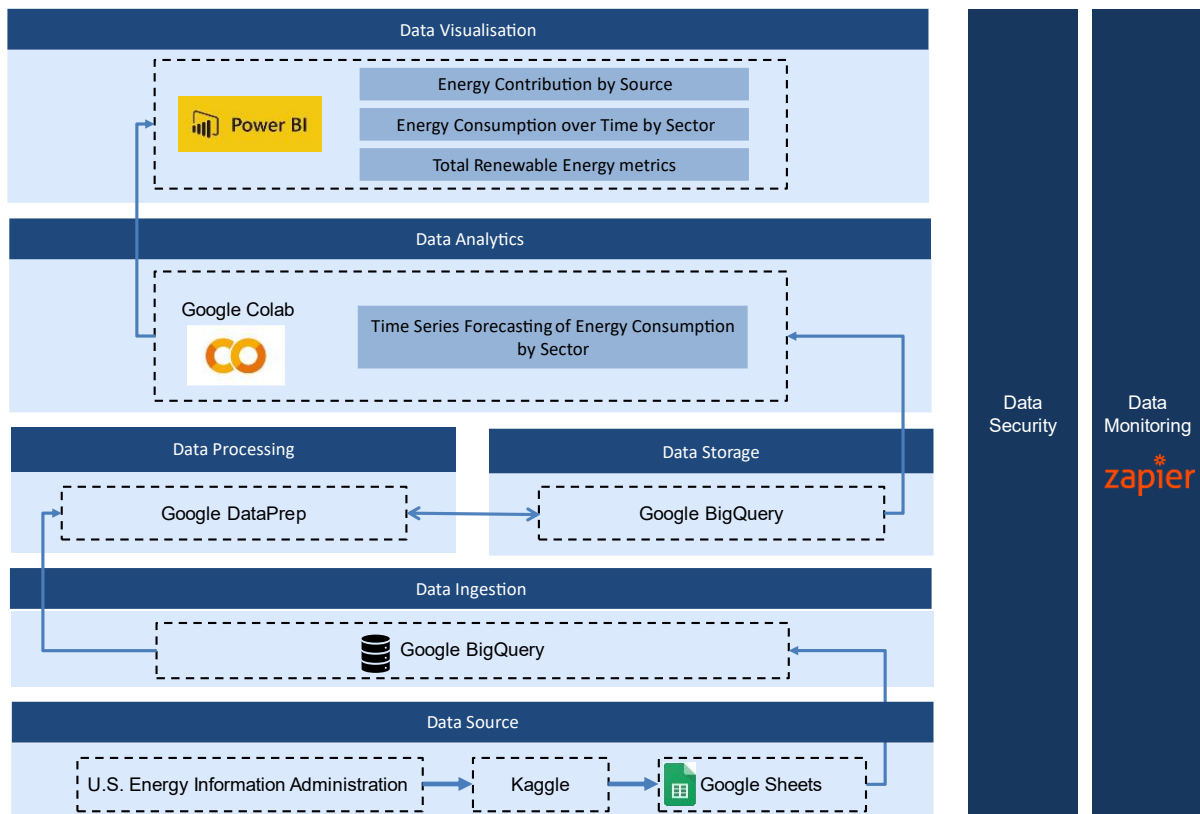 Data Visualisation
Power BI
Energy Contribution by Source
Energy Consumption over Time by Sector
Total Renewable Energy metrics
Data Analytics
Google Colab
Time Series Forecasting of Energy Consumption
by Sector
Data Processing
Google DataPrep
Data Storage
Google BigQuery
Data Ingestion
Google BigQuery
Data Source
U.S. Energy Information Administration
Kaggle
Google Sheets
Data
Security
Data
Monitoring
zapier